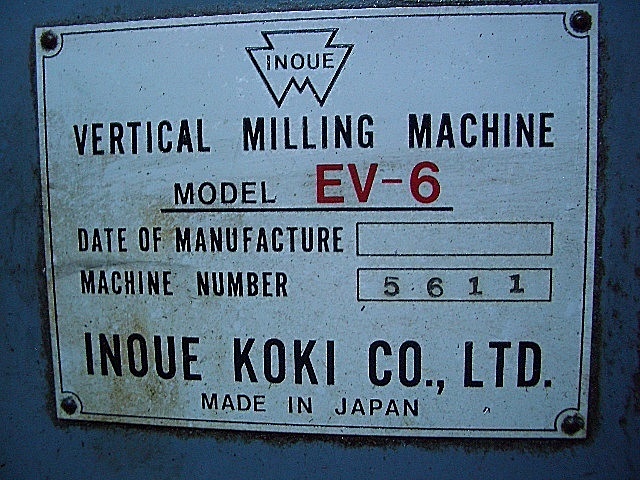 INOUE
VERTICAL MILLING MACHINE
MODEL EV-6
DATE OF MANUFACTURE
MACHINE NUMBER 5611
INOUE KOKI CO., LTD.
MADE IN JAPAN